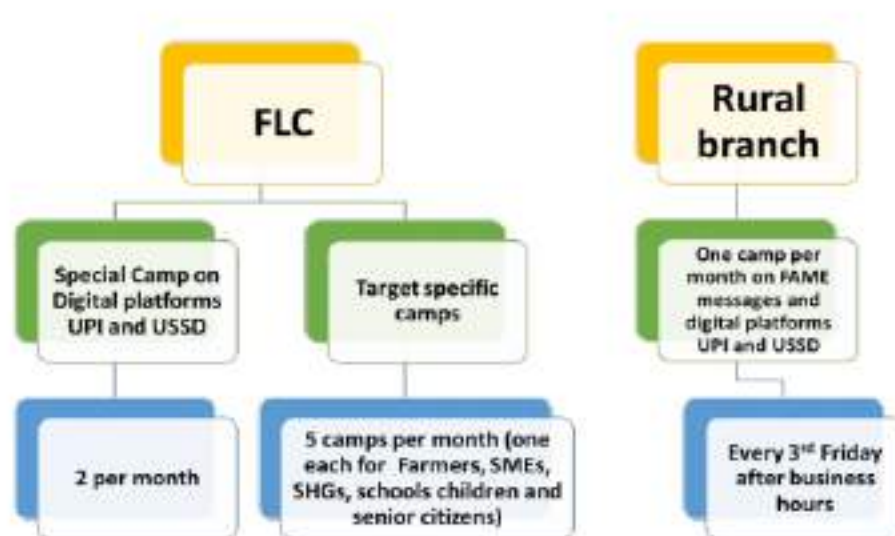 FLC
Rural
branch
Special Camp on
Digital platforms
UPI and USSD
Target specific
camps
One camp per
month on FAME
messages and
digital platforms
UPI and USSD
2 per month
5 camps per month (one
each for Farmers, SMEs,
SHGs, schools children and
senior citizens)
Every 3rd Friday
after business
hours